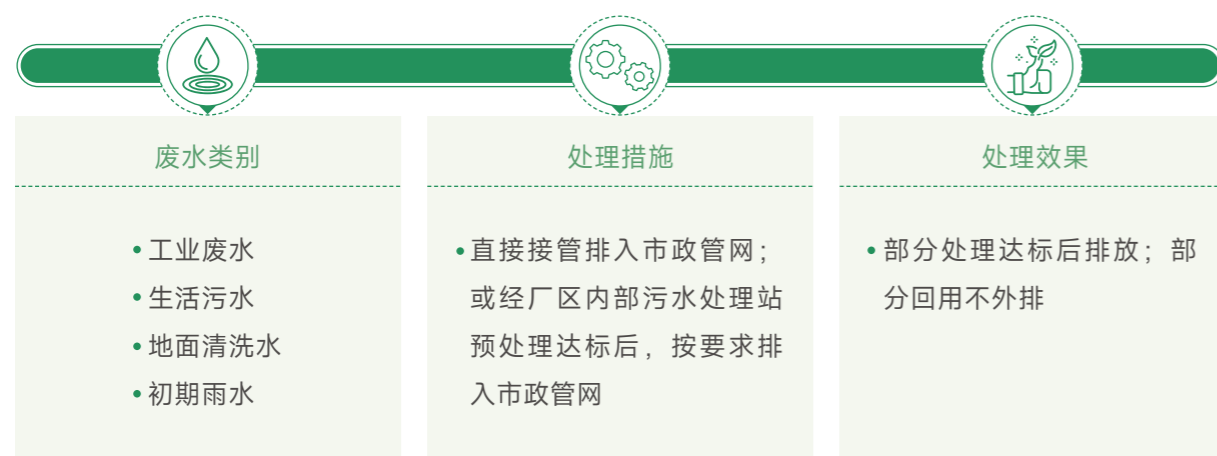 废水类别
• 工业废水
• 生活污水
• 地面清洗水
• 初期雨水
处理措施
• 直接接管排入市政管网；
或经厂区内部污水处理站
预处理达标后，按要求排
入市政管网
处理效果
• 部分处理达标后排放；部
分回用不外排